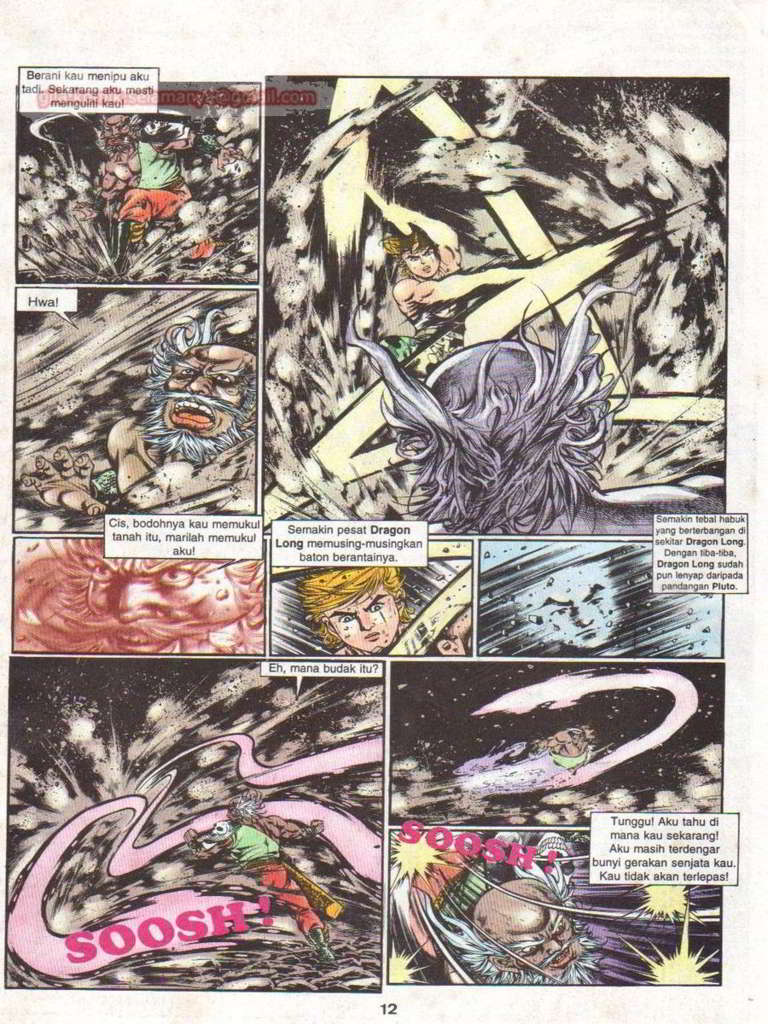 Berani kau menipu aku
tadi. Sekarang aku mesti
menguliti kau!
Hwa!
Cis, bodohnya kau memukul
tanah itu, marilah memukul
aku!
Semakin pesat Dragon
Long memusing-musingkan
baton berantainya.
Semakin tebal habuk
yang berterbangan di
sekitar Dragon Long.
Dengan tiba-tiba,
Dragon Long sudah
pun lenyap daripada
pandangan Pluto.
Eh, mana budak itu?
SOOSH!
SOOSH!
Tunggu! Aku tahu di
mana kau sekarang!
Aku masih terdengar
bunyi gerakan senjata kau.
Kau tidak akan terlepas!
12